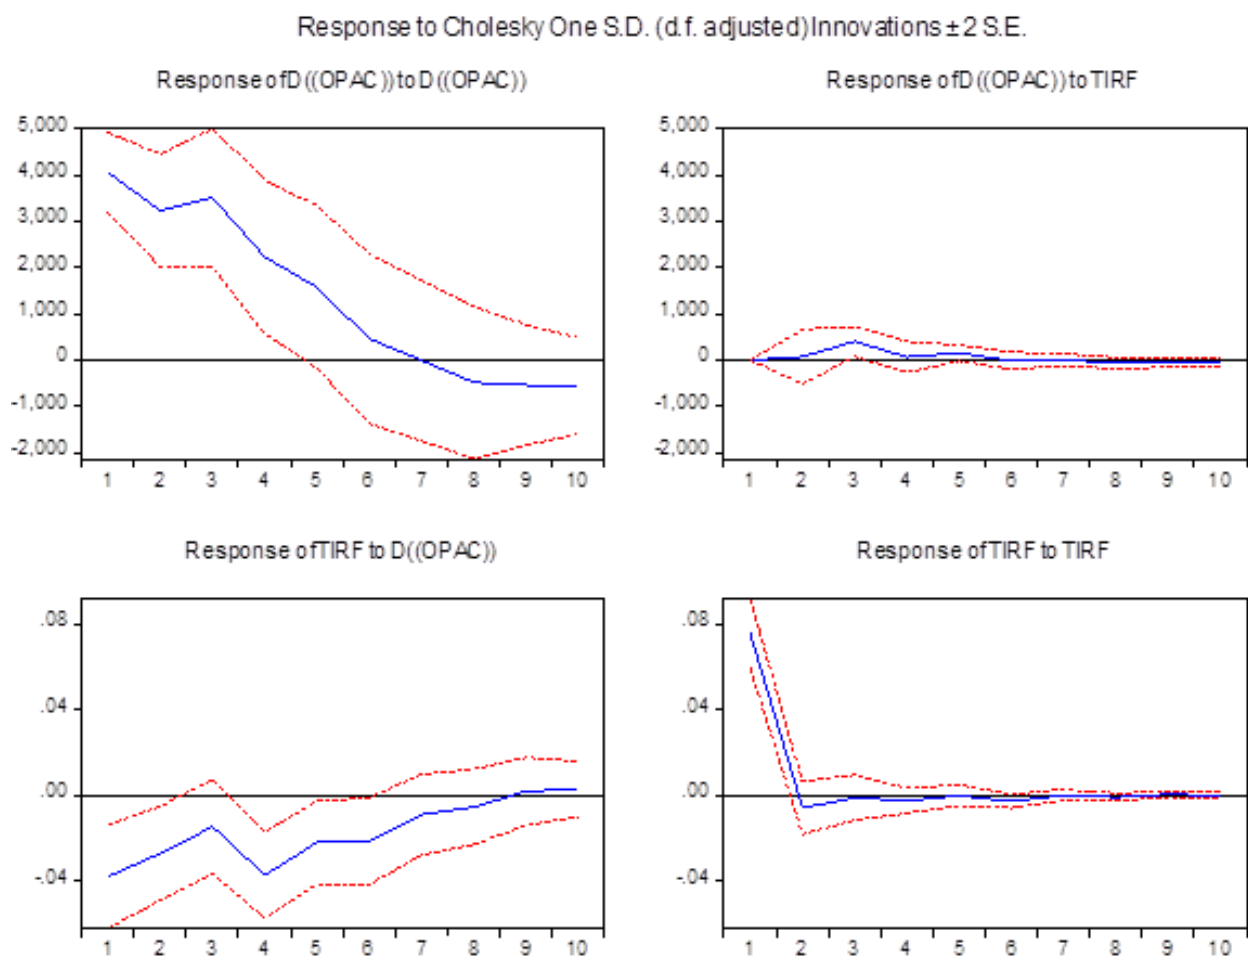 Response to Cholesky One S.D. (d.f. adjusted) Innovations ± 2 S.E.
Response of D((OPAC)) to D((OPAC))
5,000
4,000
3,000
2,000
1,000
0
-1,000
-2,000
1 2 3 4 5 6 7 8 9 10
Response of D((OPAC)) to TIRF
5,000
4,000
3,000
2,000
1,000
0
-1,000
-2,000
1 2 3 4 5 6 7 8 9 10
Response of TIRF to D((OPAC))
.08
.04
.00
-.04
1 2 3 4 5 6 7 8 9 10
Response of TIRF to TIRF
.08
.04
.00
-.04
1 2 3 4 5 6 7 8 9 10